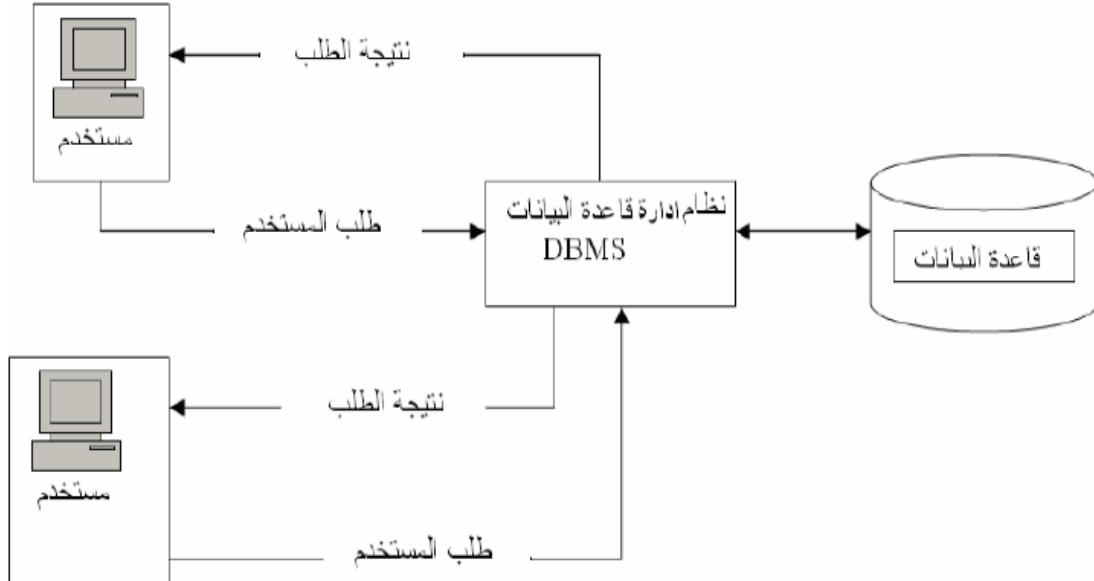 نتيجة الطلب
مستخدم
طلب المستخدم
نظام ادارة قاعدة البيانات
DBMS
قاعدة البيانات
نتيجة الطلب
مستخدم
طلب المستخدم